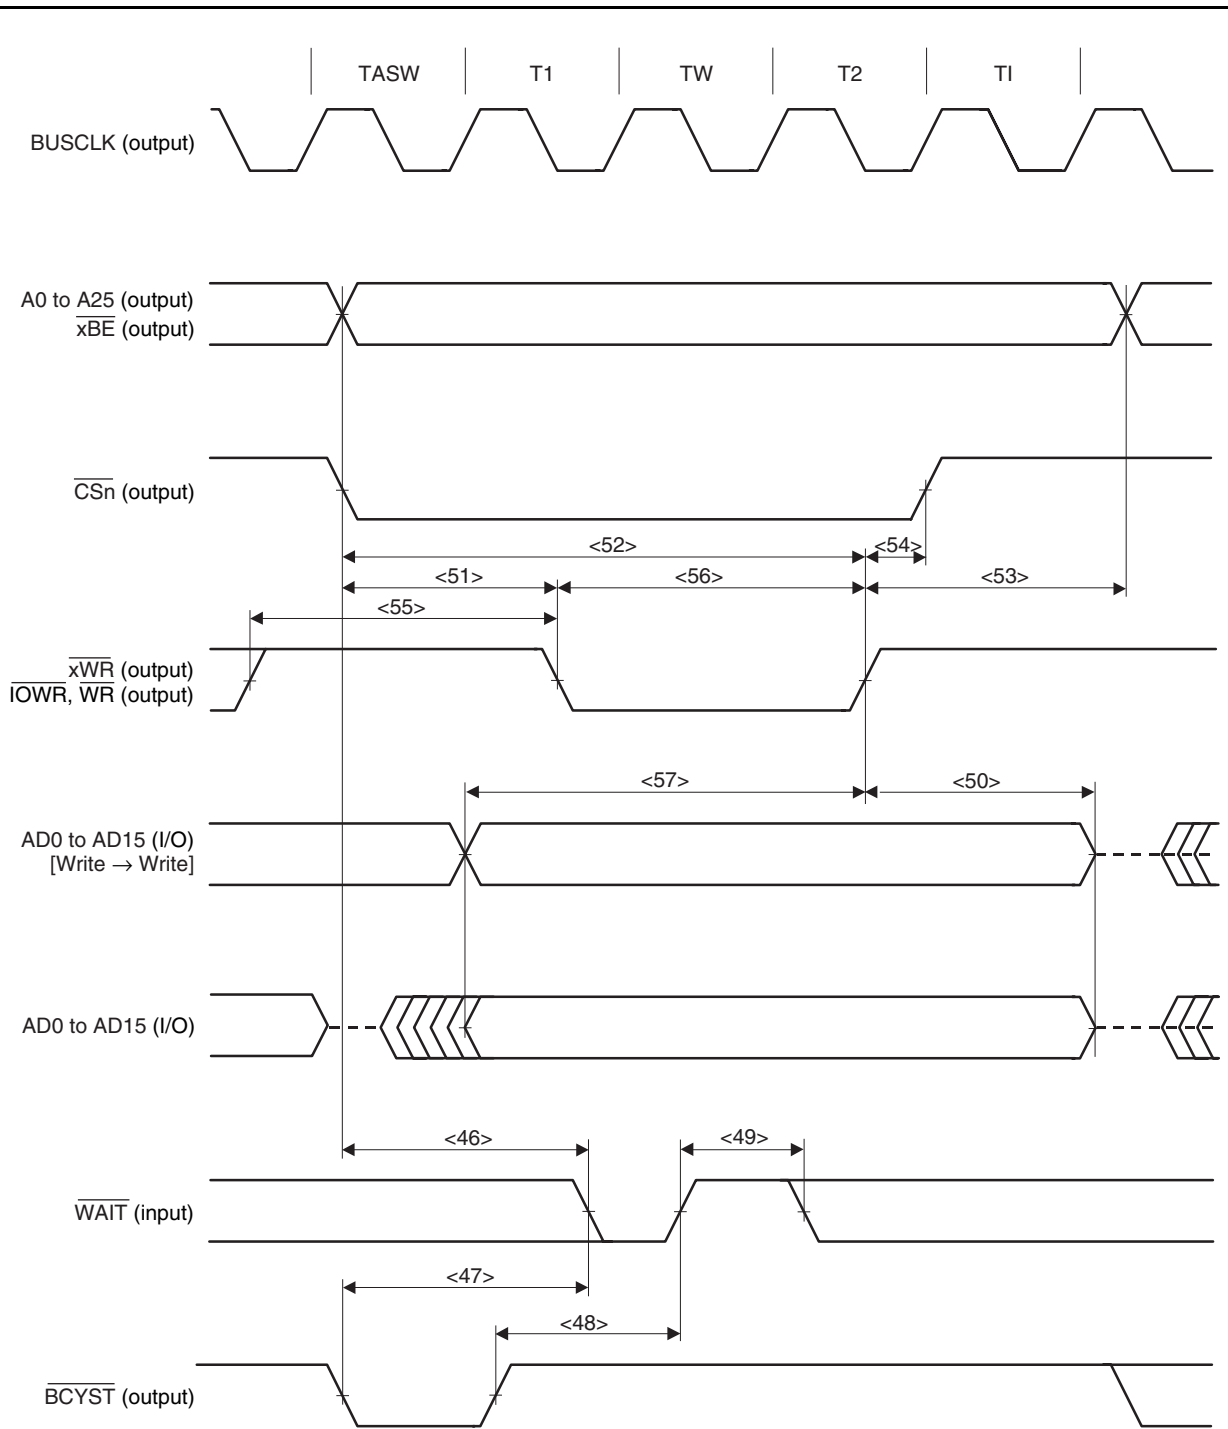 TASW T1 TW T2 TI
BUSCLK (output)
A0 to A25 (output)
xBE (output)
CSn (output)
<52> <54>
<51> <56> <53>
<55>
xWR (output)
IOWR, WR (output)
<57> <50>
AD0 to AD15 (I/O)
[Write → Write]
AD0 to AD15 (I/O)
<46> <49>
WAIT (input)
<47>
<48>
BCYST (output)